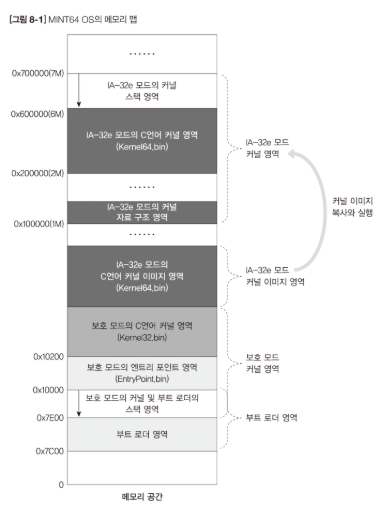 [그림 8-1] MINT64 OS의 메모리 맵
......
0x700000(7M)
IA-32e 모드의 커널
스택 영역
0x600000(6M)
IA-32e 모드의 C언어 커널 영역
(Kernel64.bin)
IA-32e 모드
커널 영역
0x200000(2M)
......
커널 이미지
복사와 실행
IA-32e 모드의 커널
자료 구조 영역
0x100000(1M)
......
IA-32e 모드의
C언어 커널 이미지 영역
(Kernel64.bin)
IA-32e 모드
커널 이미지 영역
보호 모드의 C언어 커널 영역
(Kernel32.bin)
0x10200
보호 모드
커널 영역
보호 모드의 엔트리 포인트 영역
(EntryPoint.bin)
0x10000
보호 모드의 커널 및 부트 로더의
스택 영역
0x7E00
부트 로더 영역
부트 로더 영역
0x7C00
0
메모리 공간